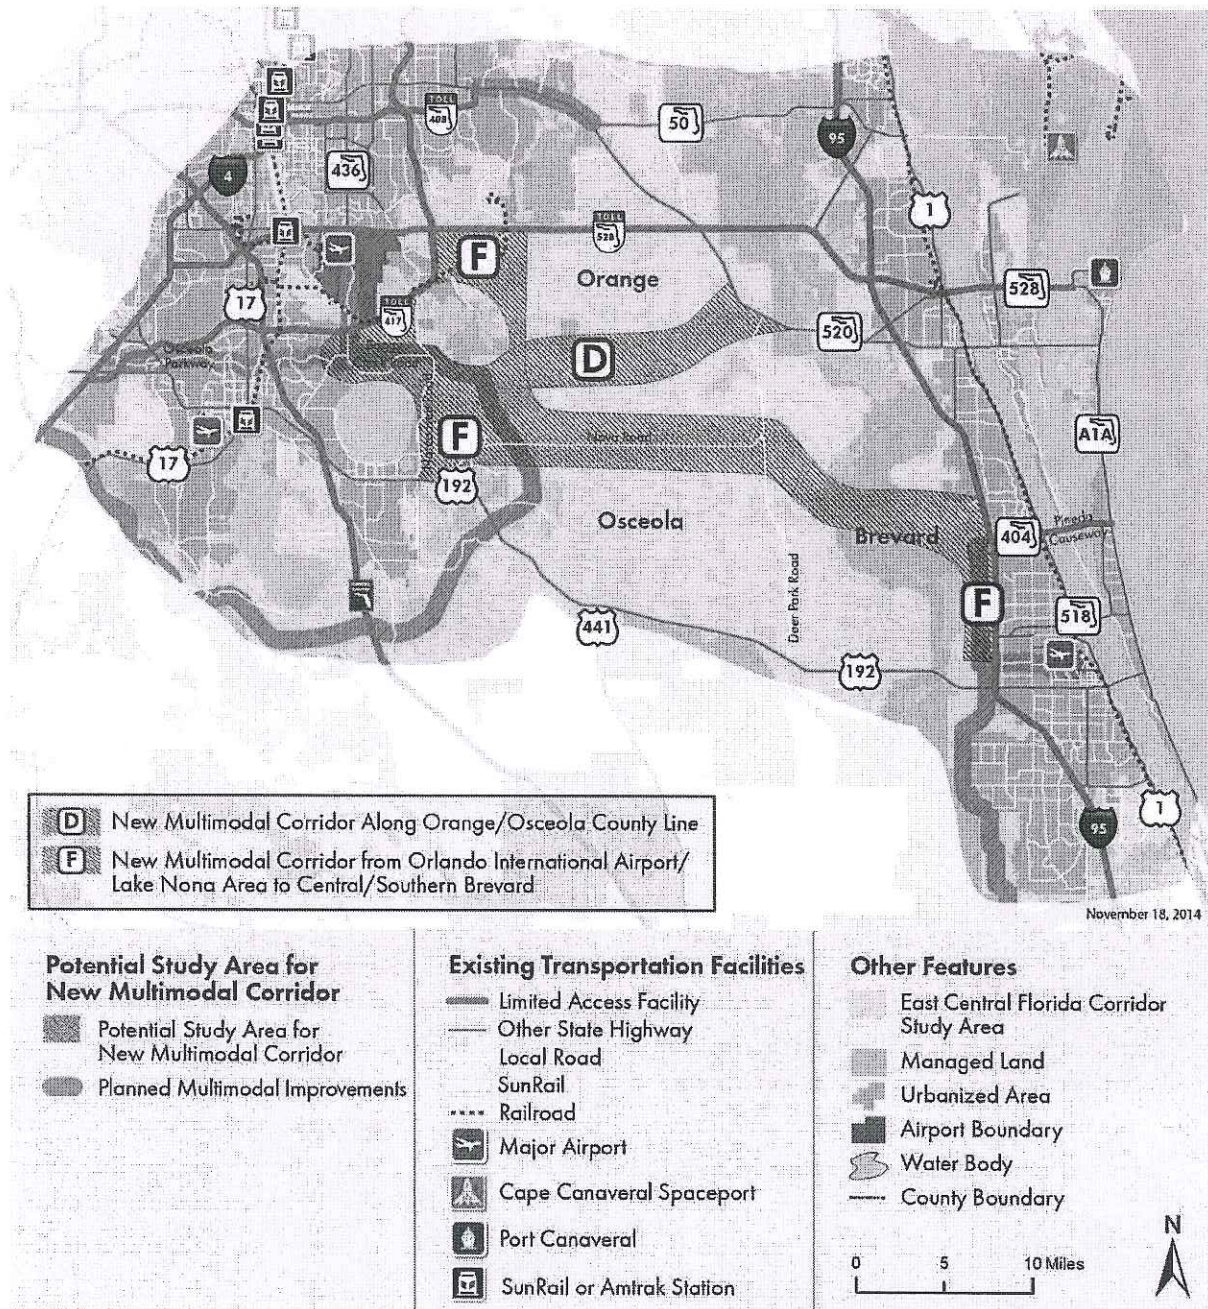 TOLL
408
50
95
4
436
1
TOLL
528
F
Orange
528
17
TOLL
417
520
D
Osceola
Parkway
A1A
F
Nova Road
17
192
Osceola
Brevard
404
Pineda
Causeway
Deer Park Road
F
518
441
192
1
95
D New Multimodal Corridor Along Orange/Osceola County Line
F New Multimodal Corridor from Orlando International Airport/
Lake Nona Area to Central/Southern Brevard
November 18, 2014
Potential Study Area for
New Multimodal Corridor
Potential Study Area for
New Multimodal Corridor
Planned Multimodal Improvements
Existing Transportation Facilities
Limited Access Facility
Other State Highway
Local Road
SunRail
Railroad
Major Airport
Cape Canaveral Spaceport
Port Canaveral
SunRail or Amtrak Station
Other Features
East Central Florida Corridor
Study Area
Managed Land
Urbanized Area
Airport Boundary
Water Body
County Boundary
N
0 5 10 Miles